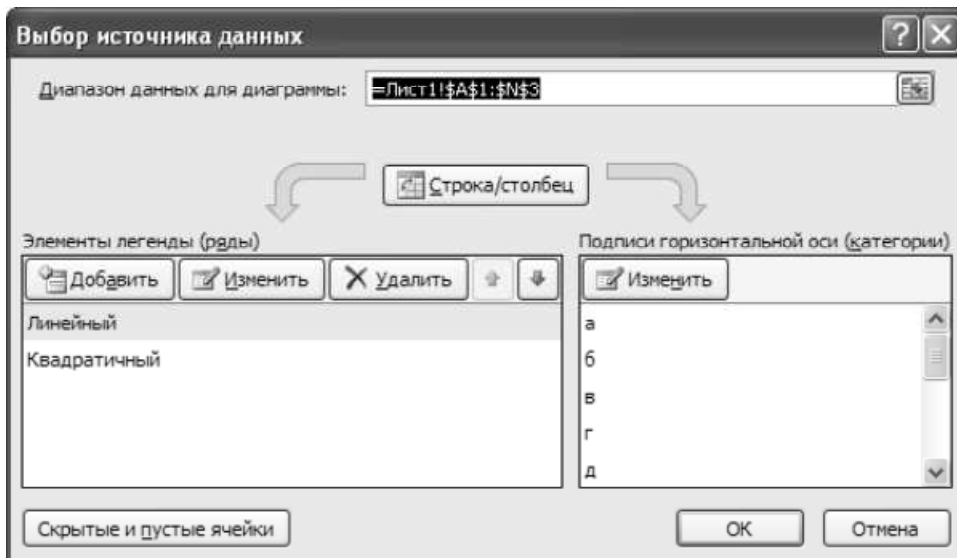 Выбор источника данных
Диапазон данных для диаграммы: =Лист1!$A$1:$N$3
Строка/столбец
Элементы легенды (ряды)
Подписи горизонтальной оси (категории)
Добавить Изменить Удалить
Изменить
Линейный
Квадратичный
а
б
в
г
д
Скрытые и пустые ячейки
ОК Отмена